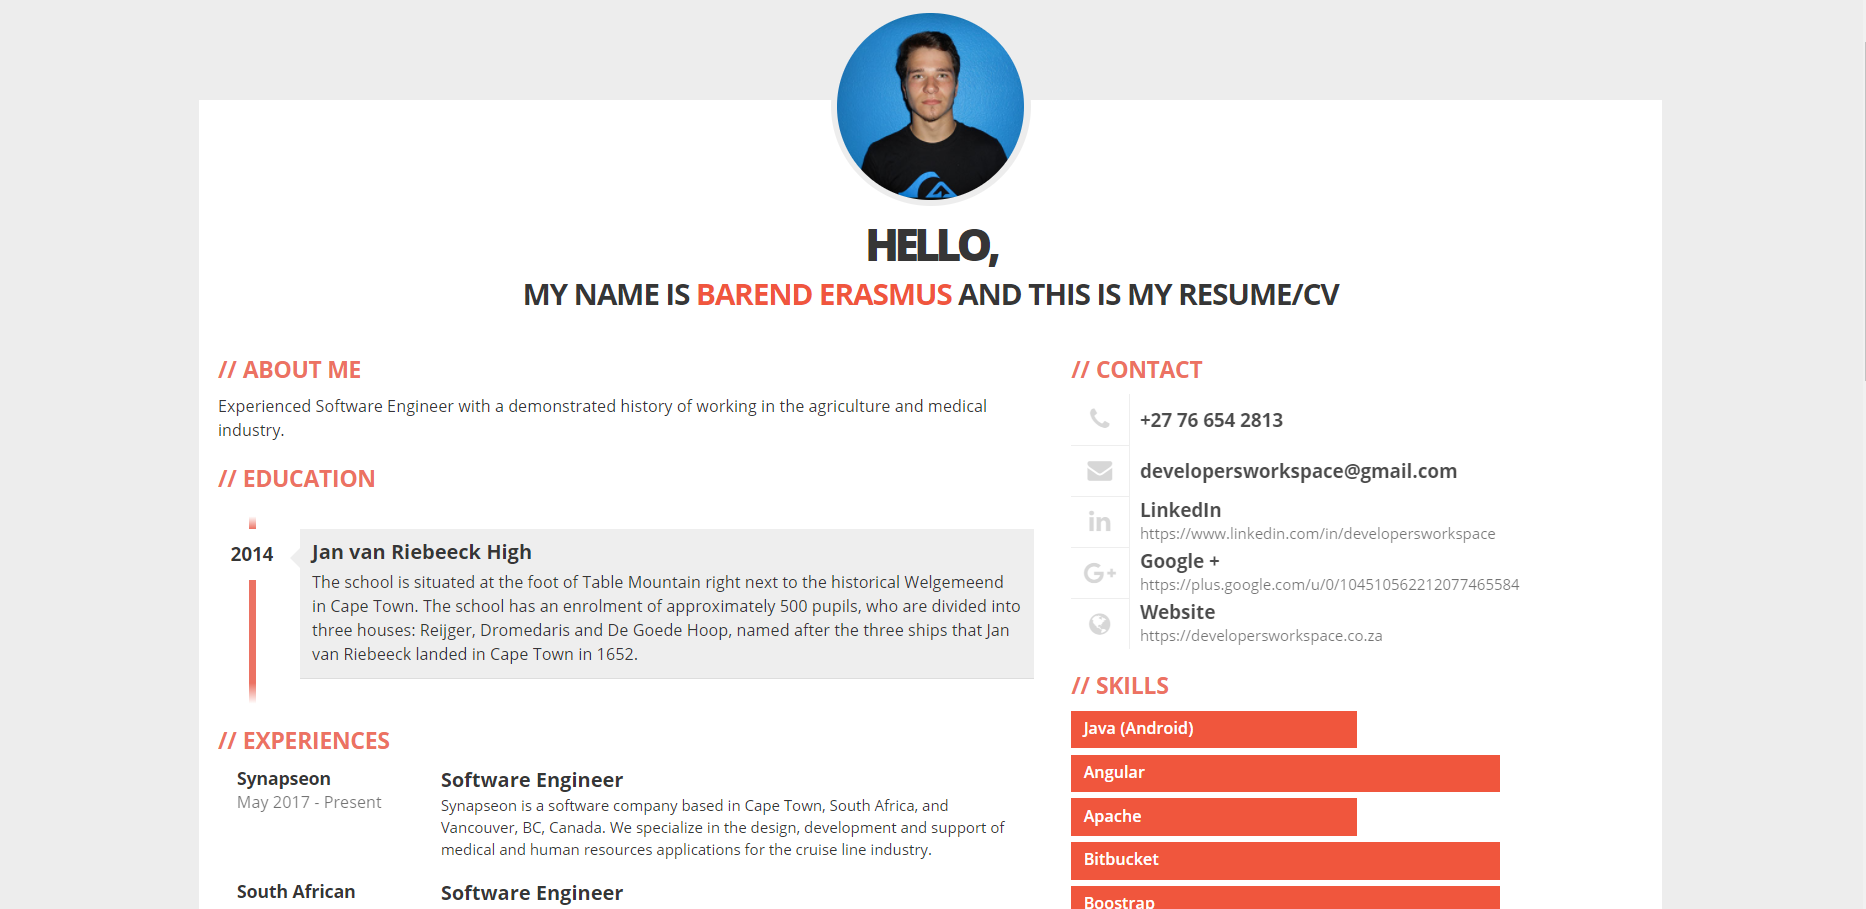 HELLO,
MY NAME IS BAREND ERASMUS AND THIS IS MY RESUME/CV
// ABOUT ME
Experienced Software Engineer with a demonstrated history of working in the agriculture and medical
industry.
// EDUCATION
2014
Jan van Riebeeck High
The school is situated at the foot of Table Mountain right next to the historical Welgemeend
in Cape Town. The school has an enrolment of approximately 500 pupils, who are divided into
three houses: Reijger, Dromedaris and De Goede Hoop, named after the three ships that Jan
van Riebeeck landed in Cape Town in 1652.
// EXPERIENCES
Synapseon
May 2017 - Present
Software Engineer
Synapseon is a software company based in Cape Town, South Africa, and
Vancouver, BC, Canada. We specialize in the design, development and support of
medical and human resources applications for the cruise line industry.
South African
Software Engineer
// CONTACT
+27 76 654 2813
developersworkspace@gmail.com
LinkedIn
https://www.linkedin.com/in/developersworkspace
Google +
https://plus.google.com/u/0/104510562212077465584
Website
https://developersworkspace.co.za
// SKILLS
Java (Android)
Angular
Apache
Bitbucket
Boostrap